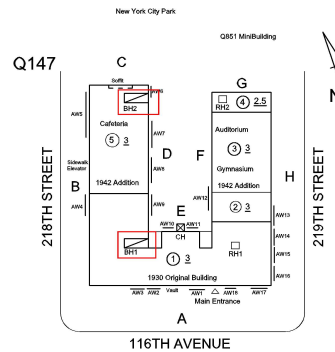 New York City Park
Q851 MiniBuilding
Q147
C
G
N
Soffit
AW6
BH2
RH2
4 2.5
AW5
Cafeteria
5 3
AW7
Auditorium
3 3
Sidewalk
Elevator
D
F
AW8
Gymnasium
H
B
1942 Addition
AW12
1942 Addition
AW4
AW9
2 3
218TH STREET
219TH STREET
E
AW13
AW10
AW11
CH
AW14
BH1
RH1
AW15
1 3
1930 Original Building
AW16
AW3
AW2
Vault
AW1
AW18
AW17
Main Entrance
A
116TH AVENUE